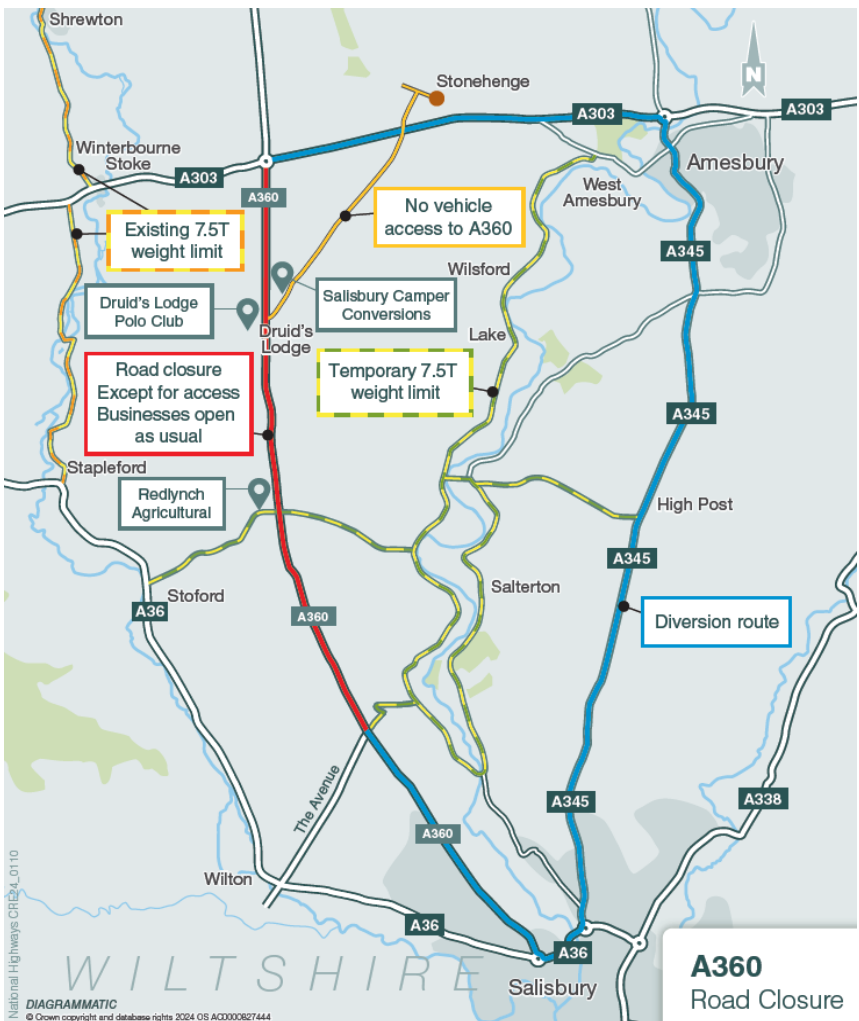 Shrewton
Stonehenge
N
A303
A303
Winterbourne
Stoke
Amesbury
A303
A360
West
Amesbury
No vehicle
access to A360
Existing 7.5T
weight limit
A345
Wilsford
Druid's Lodge
Polo Club
Salisbury Camper
Conversions
Druid's
Lodge
Lake
Road closure
Except for access
Businesses open
as usual
Temporary 7.5T
weight limit
A345
Stapleford
Redlynch
Agricultural
High Post
A345
Salterton
Stoford
A36
A360
Diversion route
The Avenue
A345
A338
A360
Wilton
A36
A36
WILTSHIRE
Salisbury
A360
Road Closure
National Highways CRE24_0110
DIAGRAMMATIC
© Crown copyright and database rights 2024 OS AC0000827444